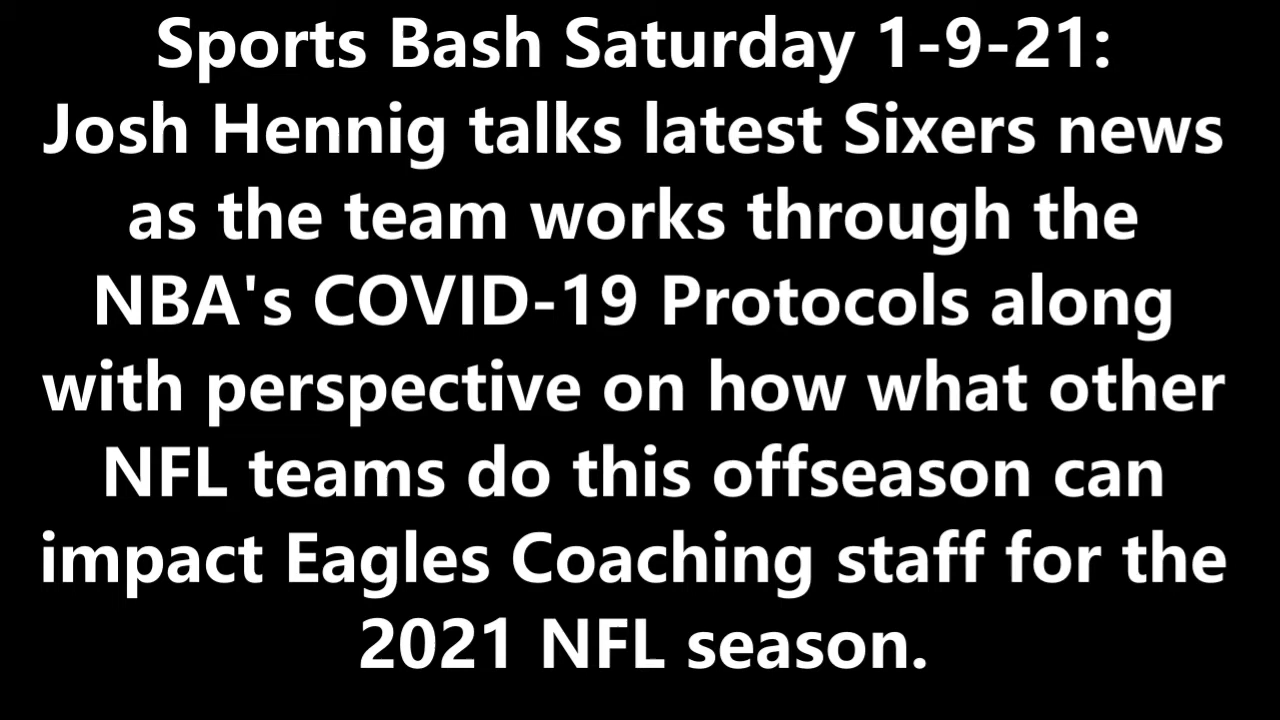 Sports Bash Saturday 1-9-21:
Josh Hennig talks latest Sixers news
as the team works through the
NBA's COVID-19 Protocols along
with perspective on how what other
NFL teams do this offseason can
impact Eagles Coaching staff for the
2021 NFL season.